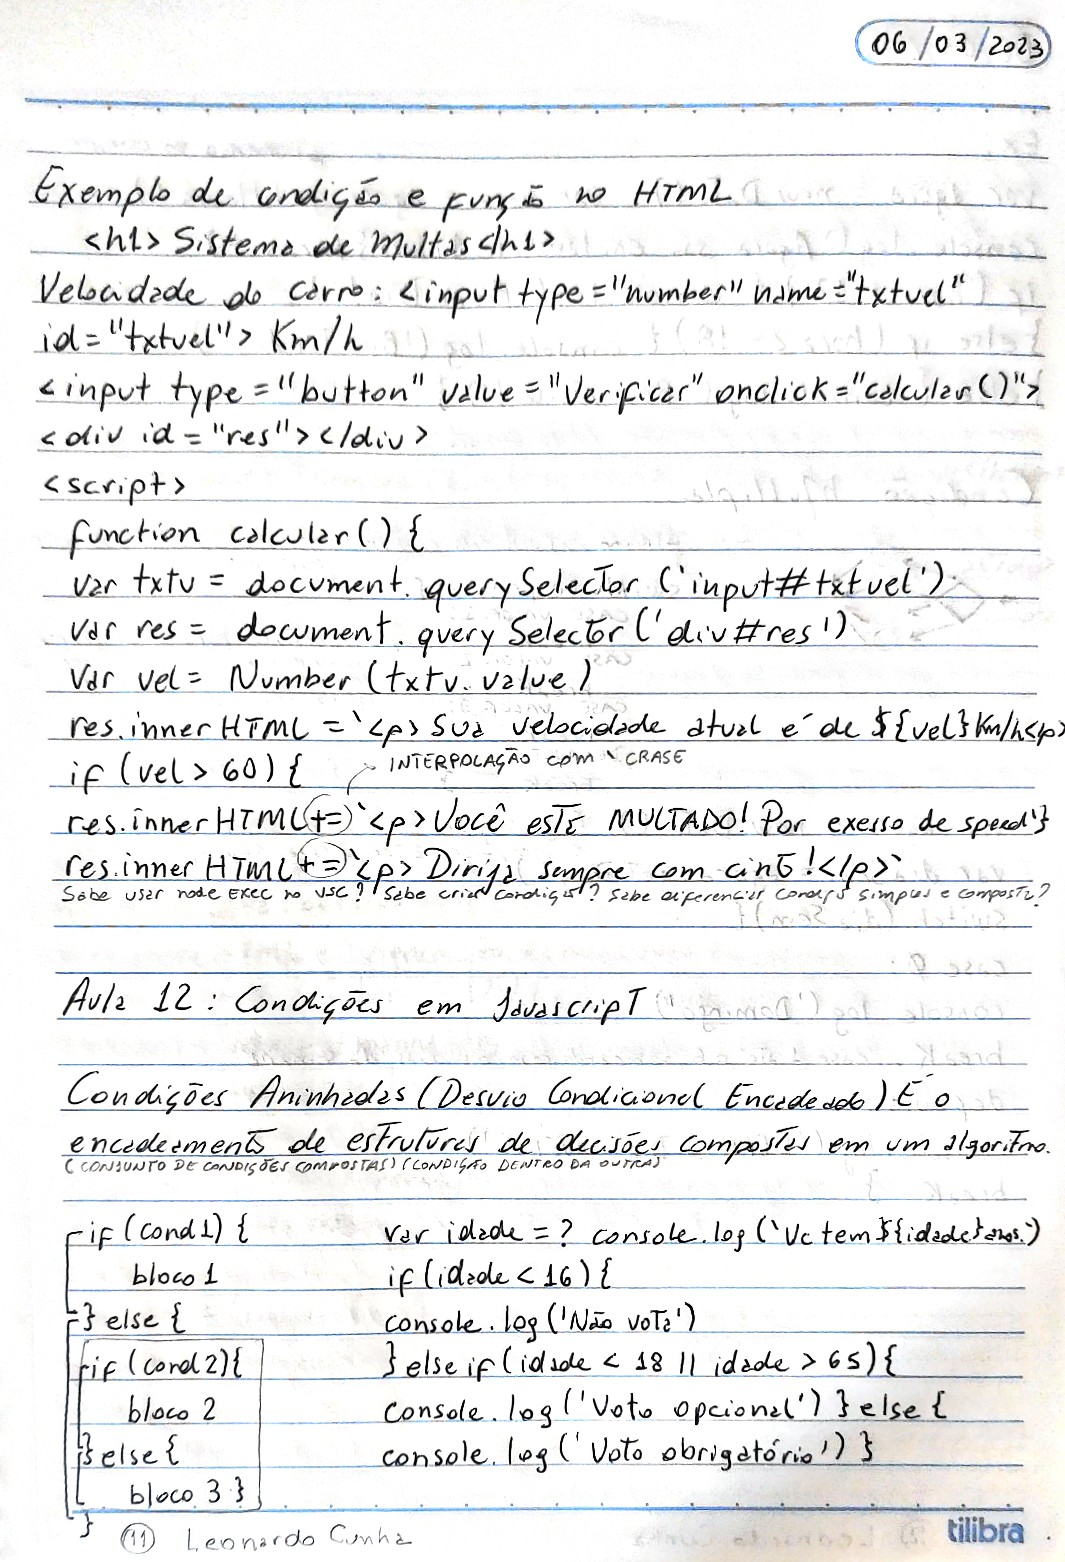 06/03/2023
Exemplo de condição e função no HTML
<h1> Sistema de Multas</h1>
Velocidade do carro: <input type="number" name="txtvel"
id="txtvel"> Km/h
<input type="button" value="Verificar" onclick="calcular()">
<div id="res"></div>
<script>
function calcular() {
var txtv = document.querySelector('input#txtvel')
var res = document.querySelector('div#res')
Var vel = Number(txtv.value)
res.innerHTML = `<p> Sua velocidade atual é de ${vel}Km/h<p>
if (vel > 60) {
INTERPOLAÇÃO com ` CRASE
res.innerHTML += `<p> Você está MULTADO! Por exesso de speed`}
res.innerHTML += `<p> Dirija sempre com cinto!</p>`
Sabe usar node EXEC no VSC? Sabe criar condição? Sabe diferenciar condição simples e composta?
Aula 12: Condições em JavascripT
Condições Aninhadas (Desvio Condicional Encadeado) É o
encadeamento de estruturas de decisões compostas em um algoritmo.
(CONJUNTO DE CONDIÇÕES COMPOSTAS) (CONDIÇÃO DENTRO DA OUTRA)
if (cond1) { var idade = ? console.log(`Vc tem ${idade} anos.`)
bloco 1 if (idade < 16) {
} else { console.log('Não vota')
if (cond2){ } else if (idade < 18 || idade > 65) {
bloco 2 console.log('Voto opcional') } else {
} else { console.log('Voto obrigatório') }
bloco 3 }
}
11 Leonardo Cunha
tilibra